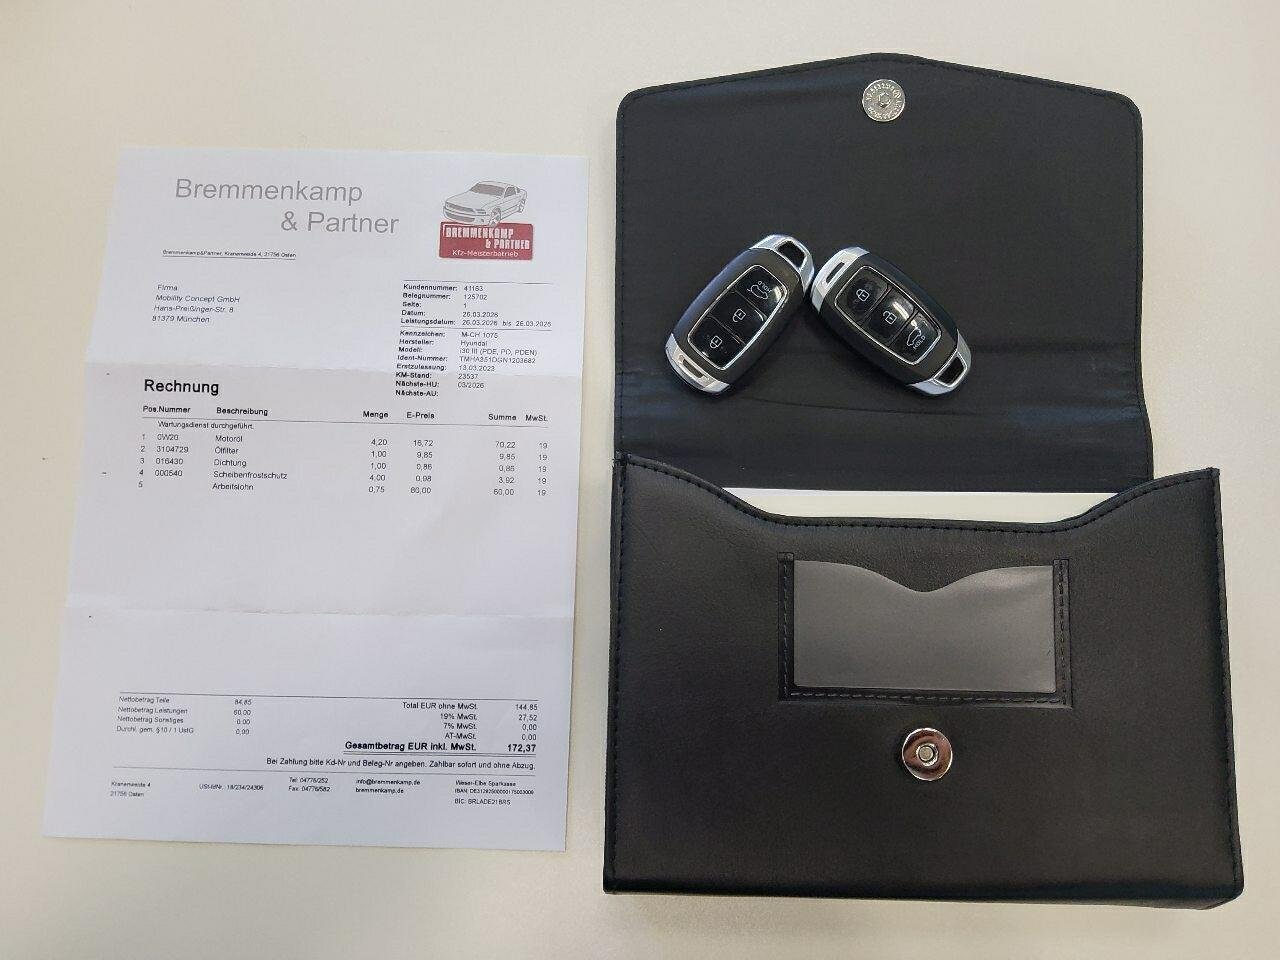 Bremmenkamp
& Partner
BREMMENKAMP
& PARTNER
Kfz-Meisterbetrieb
Bremmenkamp&Partner, Kranenweide 4, 21756 Osten
Firma
Mobility Concept GmbH
Hans-Preißinger-Str. 8
81379 München
Kundennummer: 41163
Belegnummer: 125702
Seite: 1
Datum: 26.03.2026
Leistungsdatum: 26.03.2026 bis 26.03.2026
Kennzeichen: M-CH 1075
Hersteller: Hyundai
Modell: i30 III (PDE, PD, PDEN)
Ident-Nummer: TMHA351DGN1203682
Erstzulassung: 13.03.2023
KM-Stand: 23537
Nächste-HU: 03/2026
Nächste-AU:
Rechnung
Pos.Nummer Beschreibung Menge E-Preis Summe MwSt.
Wartungsdienst durchgeführt.
1 0W20 Motoröl 4,20 16,72 70,22 19
2 3104729 Ölfilter 1,00 9,85 9,85 19
3 016430 Dichtung 1,00 0,86 0,85 19
4 000540 Scheibenfrostschutz 4,00 0,98 3,92 19
5 Arbeitslohn 0,75 80,00 60,00 19
Nettobetrag Teile 84,85
Nettobetrag Leistungen 60,00
Nettobetrag Sonstiges 0,00
Durchl. gem. §10 / 1 UstG 0,00
Total EUR ohne MwSt. 144,85
19% MwSt. 27,52
7% MwSt. 0,00
AT-MwSt. 0,00
Gesamtbetrag EUR inkl. MwSt. 172,37
Bei Zahlung bitte Kd-Nr und Beleg-Nr angeben. Zahlbar sofort und ohne Abzug.
Kranenweide 4
21756 Osten
USt-IdNr.: 18/234/24306
Tel: 04776/252
Fax: 04776/582
info@bremmenkamp.de
bremmenkamp.de
Weser-Elbe Sparkasse
BIC: BRLADE21BRS
HOLD
HOLD